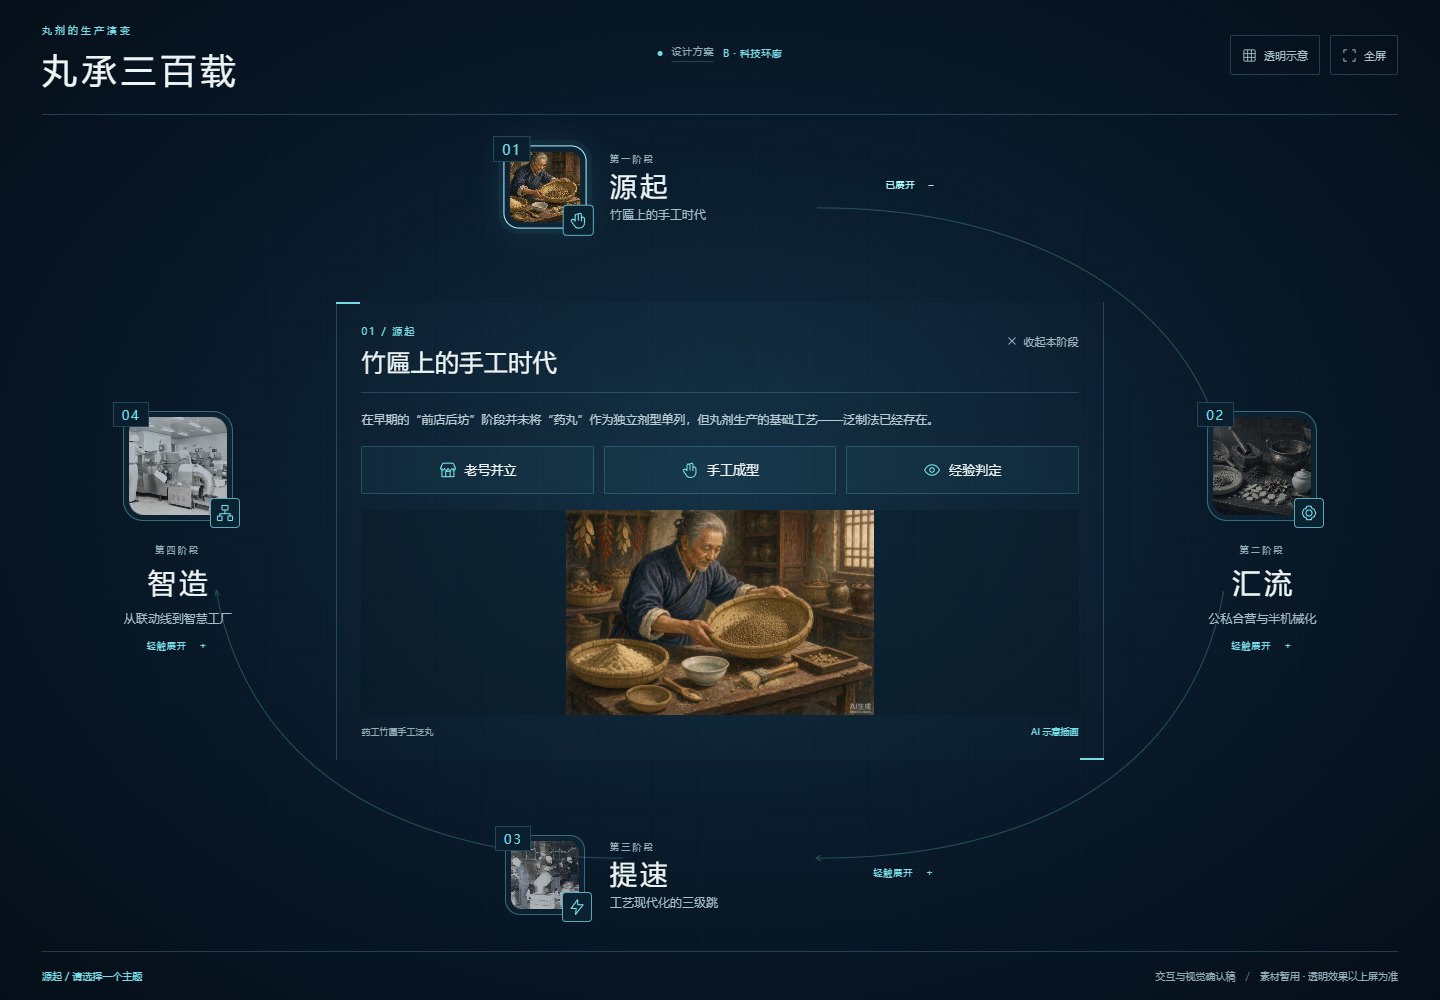 丸剂的生产演变
丸承三百载
设计方案 B · 科技环廊
透明示意
全屏
01
第一阶段
源起
竹匾上的手工时代
已展开 −
01 / 源起
竹匾上的手工时代
× 收起本阶段
在早期的“前店后坊”阶段并未将“药丸”作为独立剂型单列，但丸剂生产的基础工艺——泛制法已经存在。
老号并立
手工成型
经验判定
AI生成
药工竹匾手工泛丸
AI 示意插画
04
第四阶段
智造
从联动线到智慧工厂
轻触展开 +
02
第二阶段
汇流
公私合营与半机械化
轻触展开 +
03
第三阶段
提速
工艺现代化的三级跳
轻触展开 +
源起 / 请选择一个主题
交互与视觉确认稿 / 素材暂用 · 透明效果以上屏为准